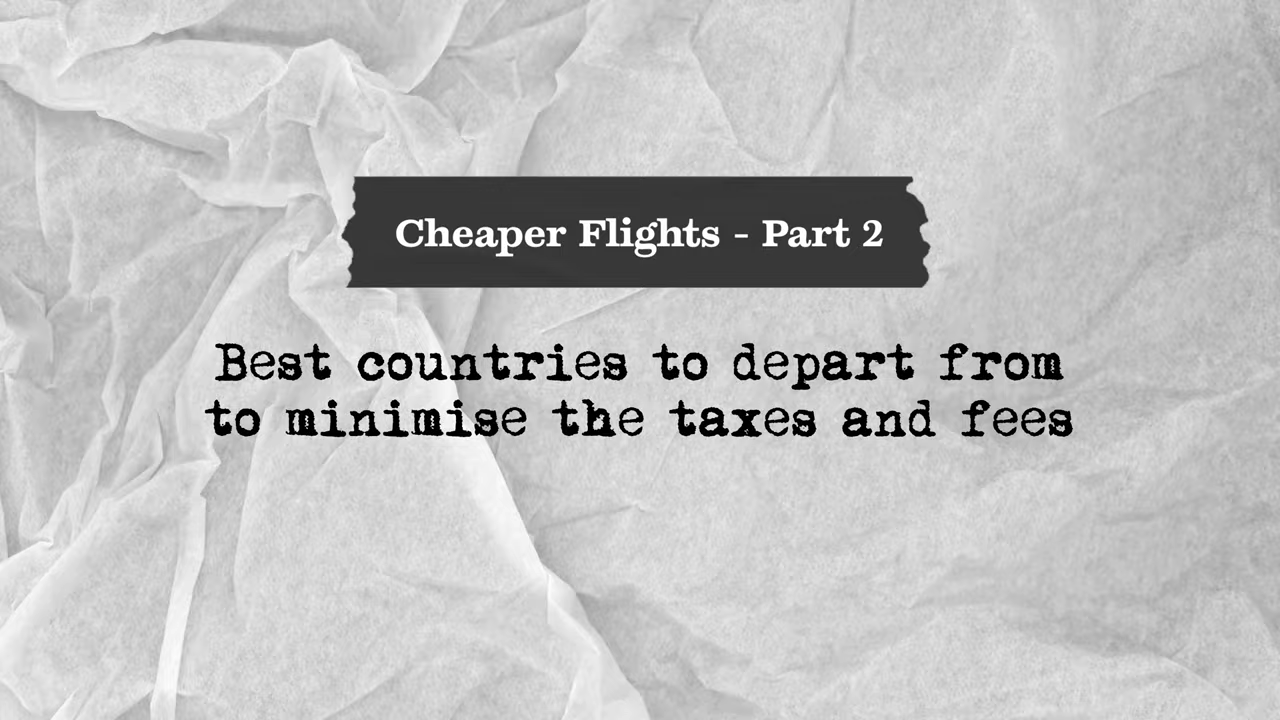 Cheaper Flights - Part 2
Best countries to depart from
to minimise the taxes and fees